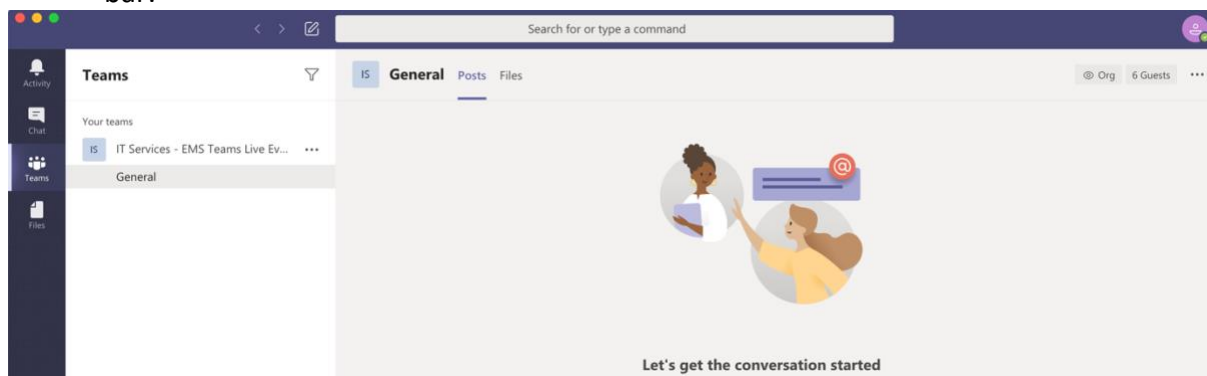 Search for or type a command
Activity
Chat
Teams
Files
Teams
Your teams
IS IT Services - EMS Teams Live Ev... ...
General
IS General Posts Files
Org 6 Guests ...
@
Let's get the conversation started